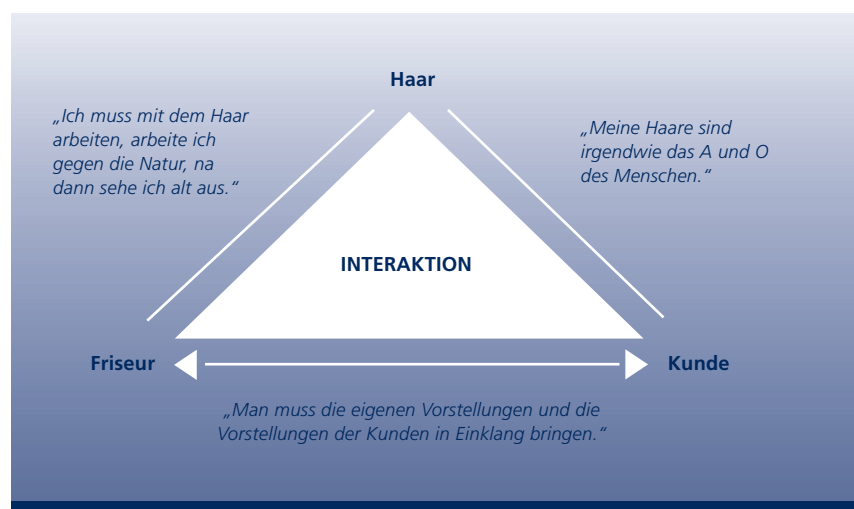 Haar
„Ich muss mit dem Haar
arbeiten, arbeite ich
gegen die Natur, na
dann sehe ich alt aus.“
„Meine Haare sind
irgendwie das A und O
des Menschen.“
INTERAKTION
Friseur
Kunde
„Man muss die eigenen Vorstellungen und die
Vorstellungen der Kunden in Einklang bringen.“